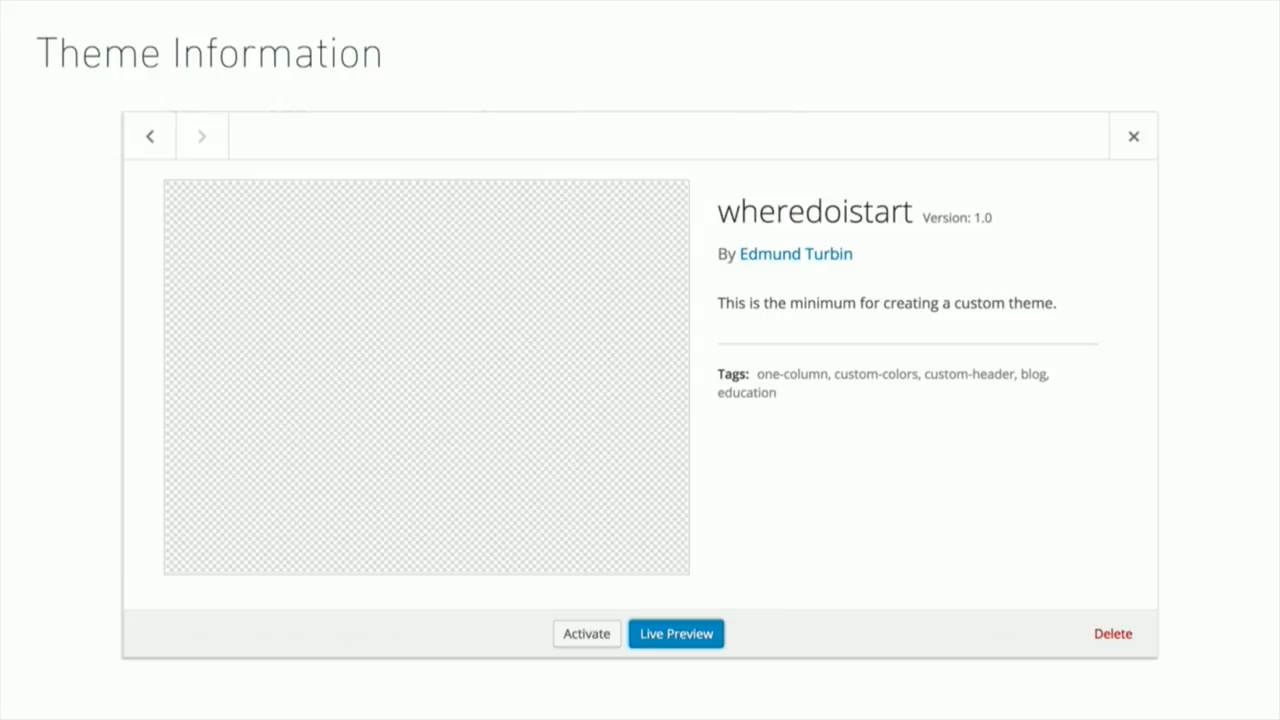 Theme Information
wheredoistart Version: 1.0
By Edmund Turbin
This is the minimum for creating a custom theme.
Tags: one-column, custom-colors, custom-header, blog,
education
Activate Live Preview Delete